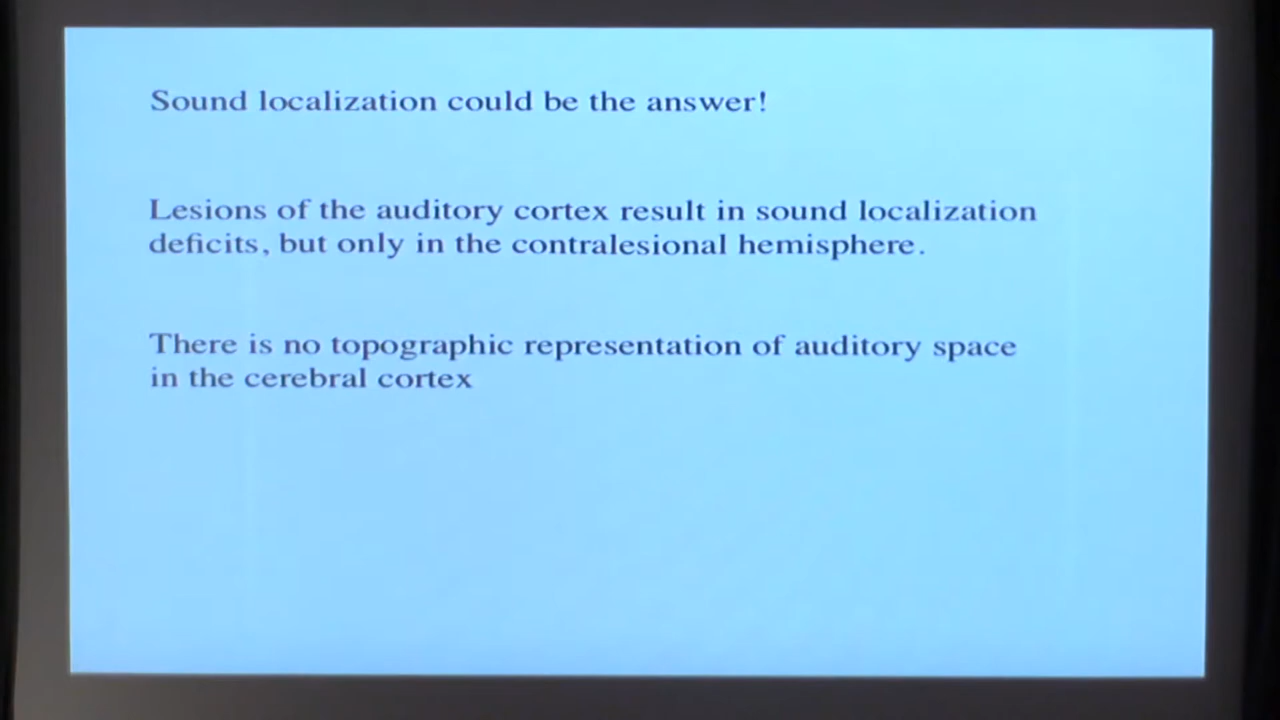 Sound localization could be the answer!
Lesions of the auditory cortex result in sound localization
deficits, but only in the contralesional hemisphere.
There is no topographic representation of auditory space
in the cerebral cortex